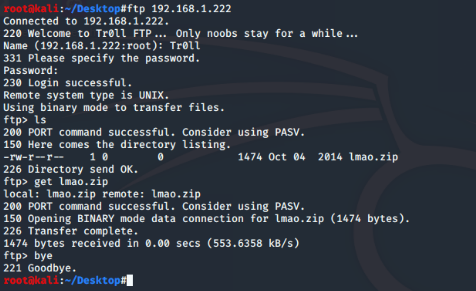 root@kali:~/Desktop#ftp 192.168.1.222
Connected to 192.168.1.222.
220 Welcome to Tr0ll FTP... Only noobs stay for a while...
Name (192.168.1.222:root): Tr0ll
331 Please specify the password.
Password:
230 Login successful.
Remote system type is UNIX.
Using binary mode to transfer files.
ftp> ls
200 PORT command successful. Consider using PASV.
150 Here comes the directory listing.
-rw-r--r--    1 0        0            1474 Oct 04  2014 lmao.zip
226 Directory send OK.
ftp> get lmao.zip
local: lmao.zip remote: lmao.zip
200 PORT command successful. Consider using PASV.
150 Opening BINARY mode data connection for lmao.zip (1474 bytes).
226 Transfer complete.
1474 bytes received in 0.00 secs (553.6358 kB/s)
ftp> bye
221 Goodbye.
root@kali:~/Desktop#